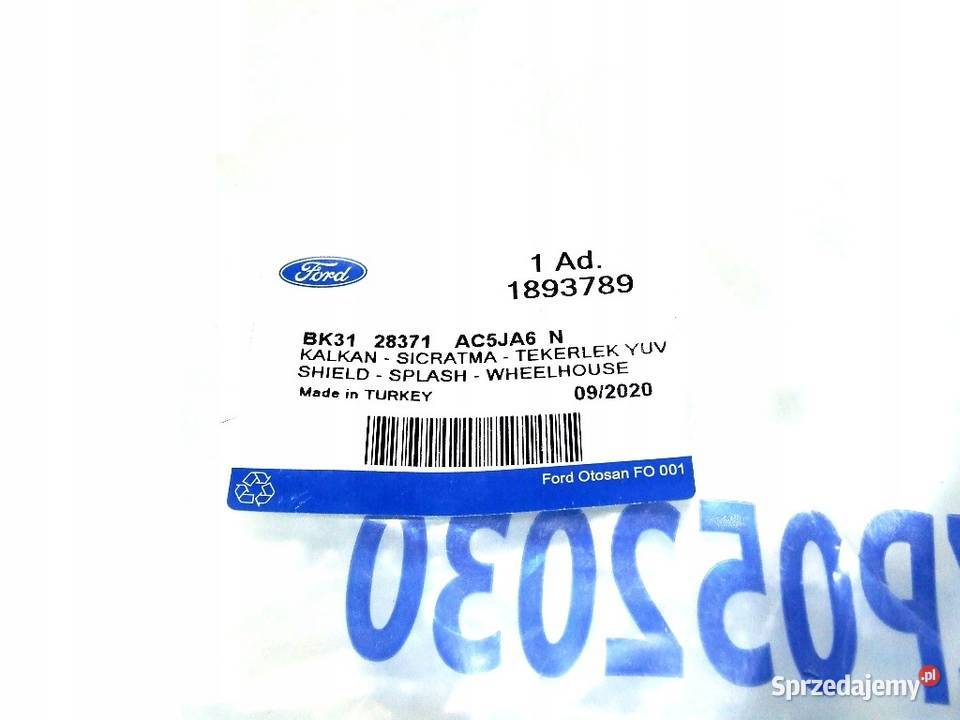 Ford
1 Ad.
1893789
BK31 28371 AC5JA6 N
KALKAN - SICRATMA - TEKERLEK YUV
SHIELD - SPLASH - WHEELHOUSE
Made in TURKEY 09/2020
Ford Otosan FO 001
P052030
Sprzedajemy.pl